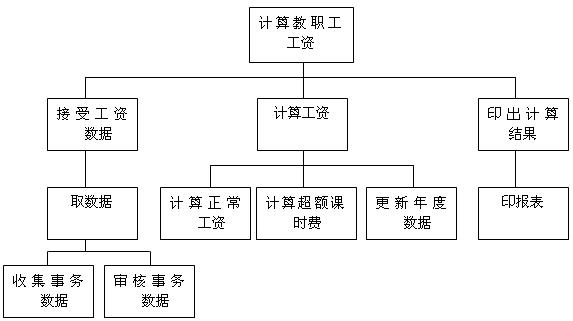 计算教职工
工资
接受工资
数据
计算工资
印出计算
结果
取数据
计算正常
工资
计算超额课
时费
更新年度
数据
印报表
收集事务
数据
审核事务
数据